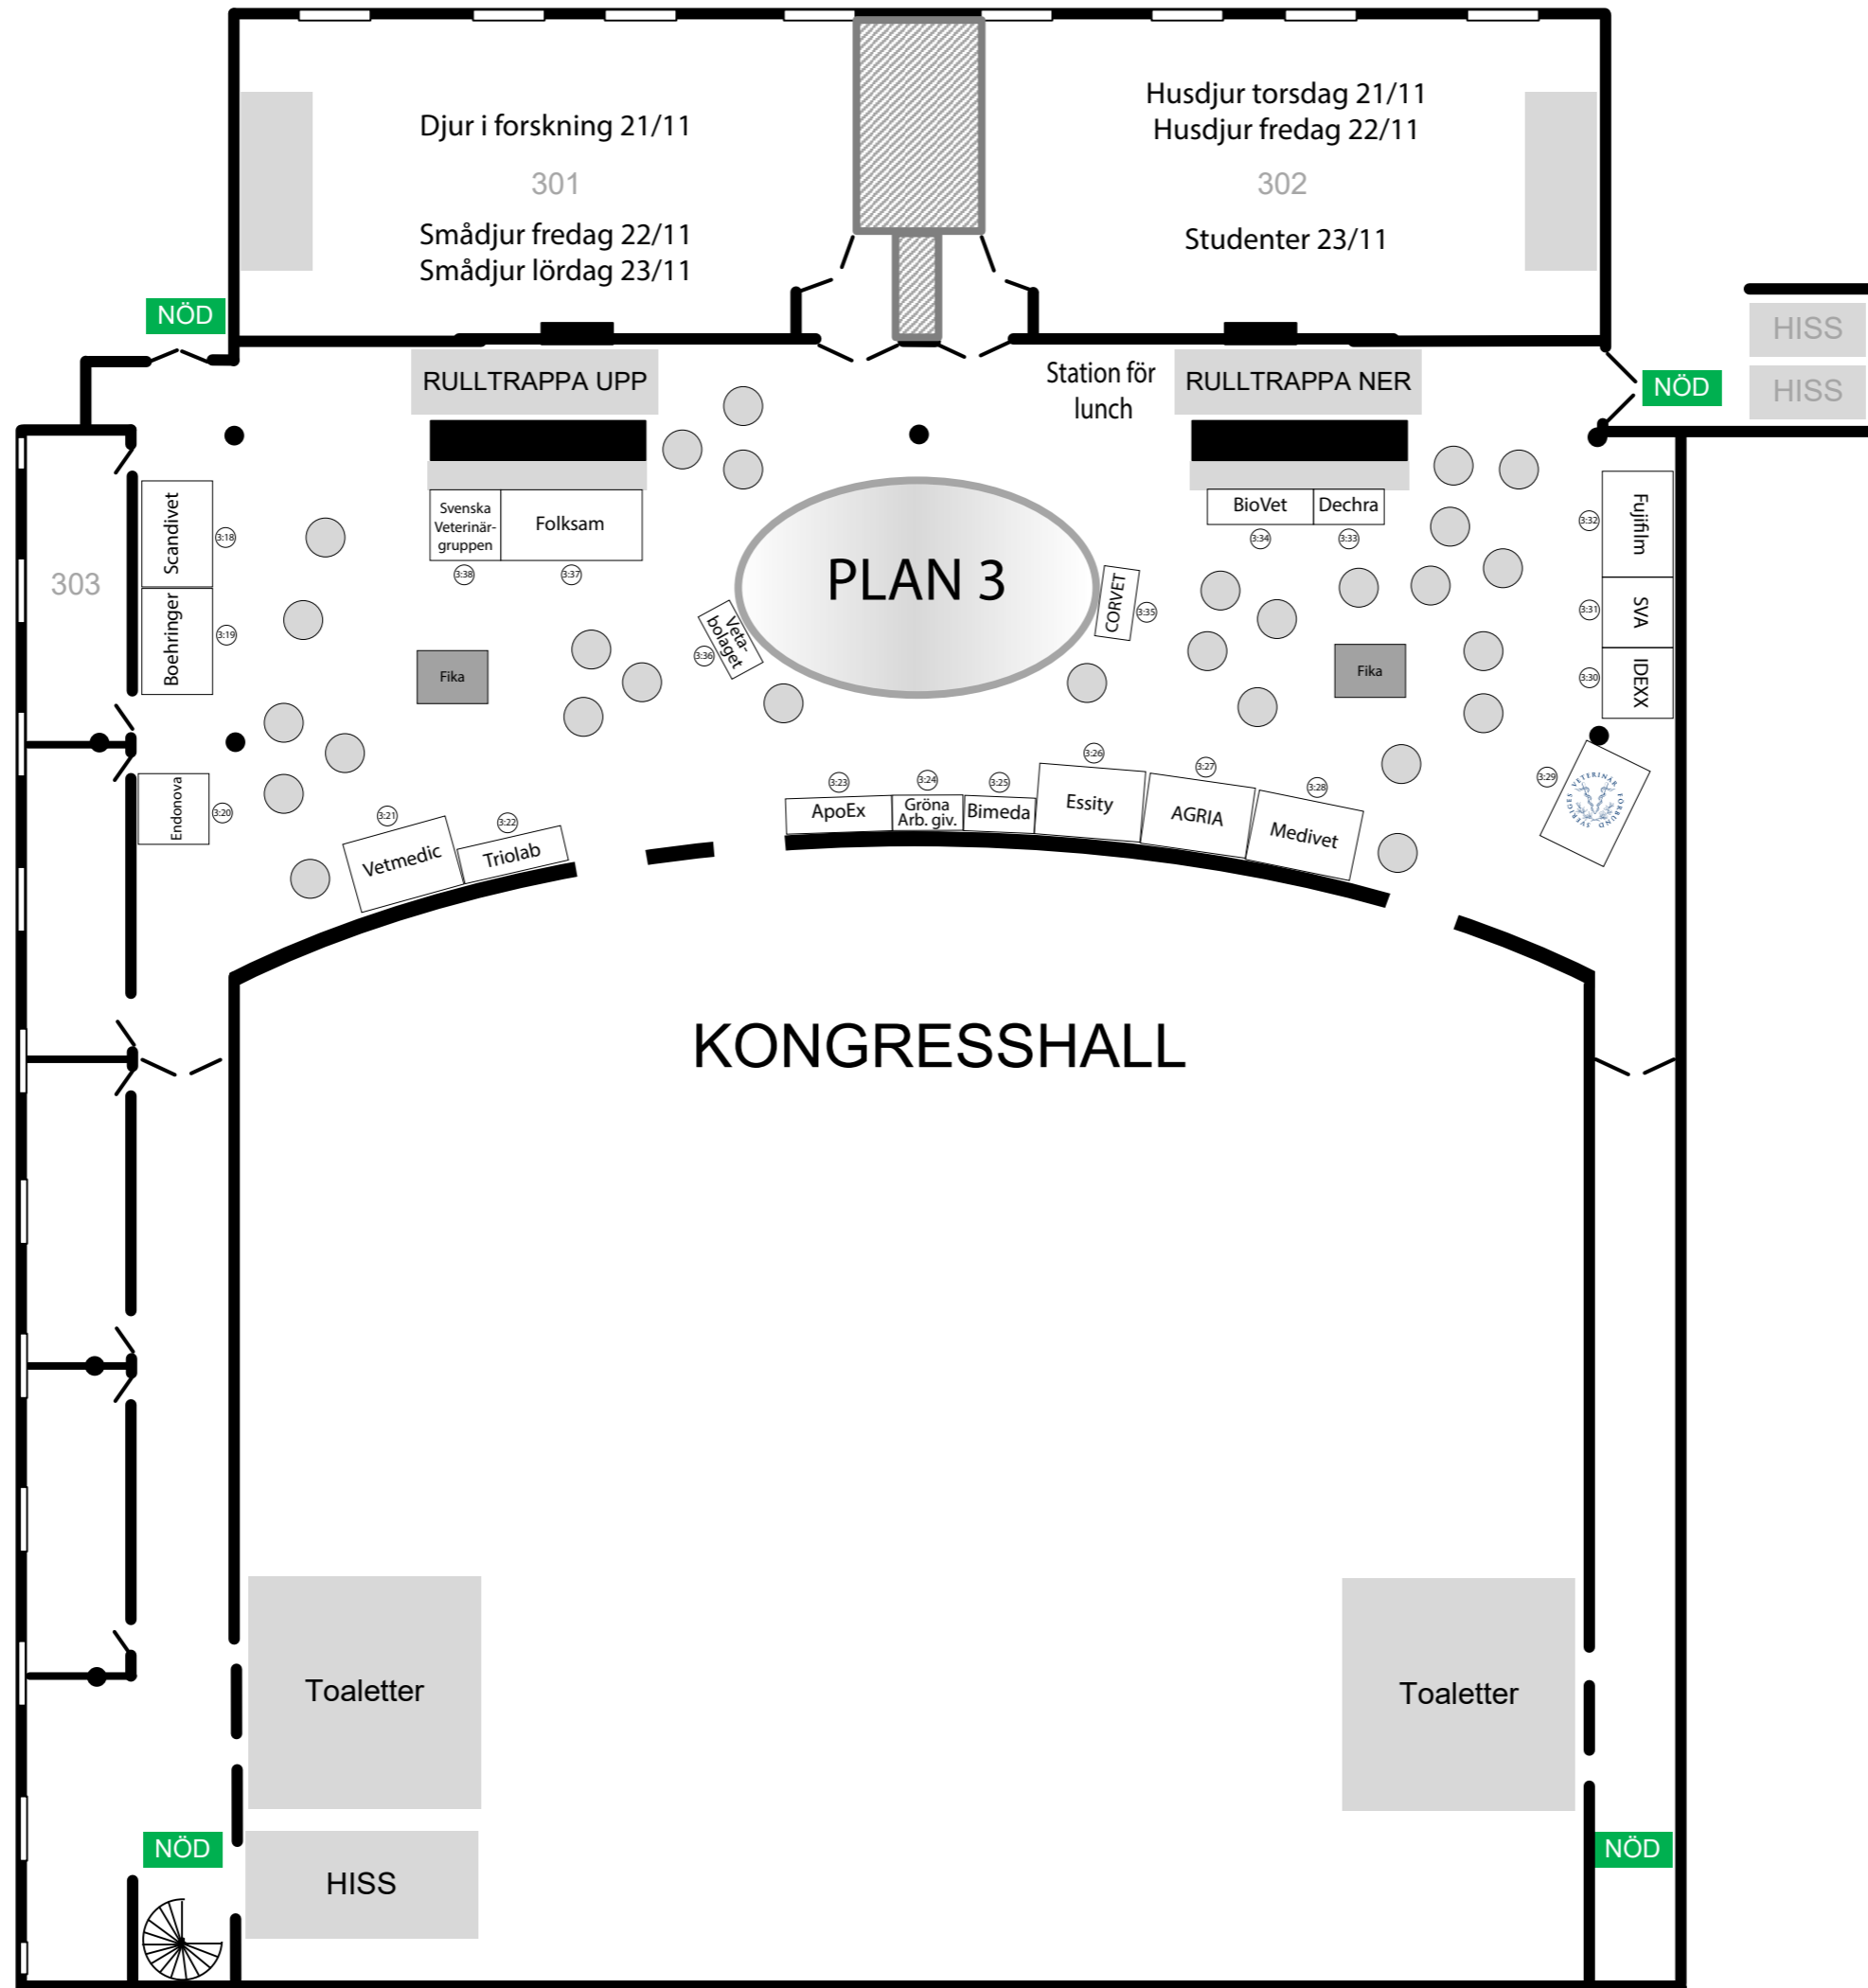 Djur i forskning 21/11
301
Smådjur fredag 22/11
Smådjur lördag 23/11
Husdjur torsdag 21/11
Husdjur fredag 22/11
302
Studenter 23/11
NÖD
HISS
HISS
NÖD
RULLTRAPPA UPP
Station för
lunch
RULLTRAPPA NER
303
Scandivet
3:18
Boehringer
3:19
Svenska
Veterinär-
gruppen
3:38
Folksam
3:37
PLAN 3
BioVet
3:34
Dechra
3:33
Fujifilm
3:32
SVA
3:31
IDEXX
3:30
CORVET
3:35
Veta-
bolaget
3:36
Fika
Fika
Endonova
3:20
3:21
Vetmedic
3:22
Triolab
3:23
ApoEx
3:24
Gröna
Arb. giv.
3:25
Bimeda
3:26
Essity
3:27
AGRIA
3:28
Medivet
3:29
SVERIGES VETERINÄRFÖRBUND
KONGRESSHALL
Toaletter
Toaletter
NÖD
HISS
NÖD